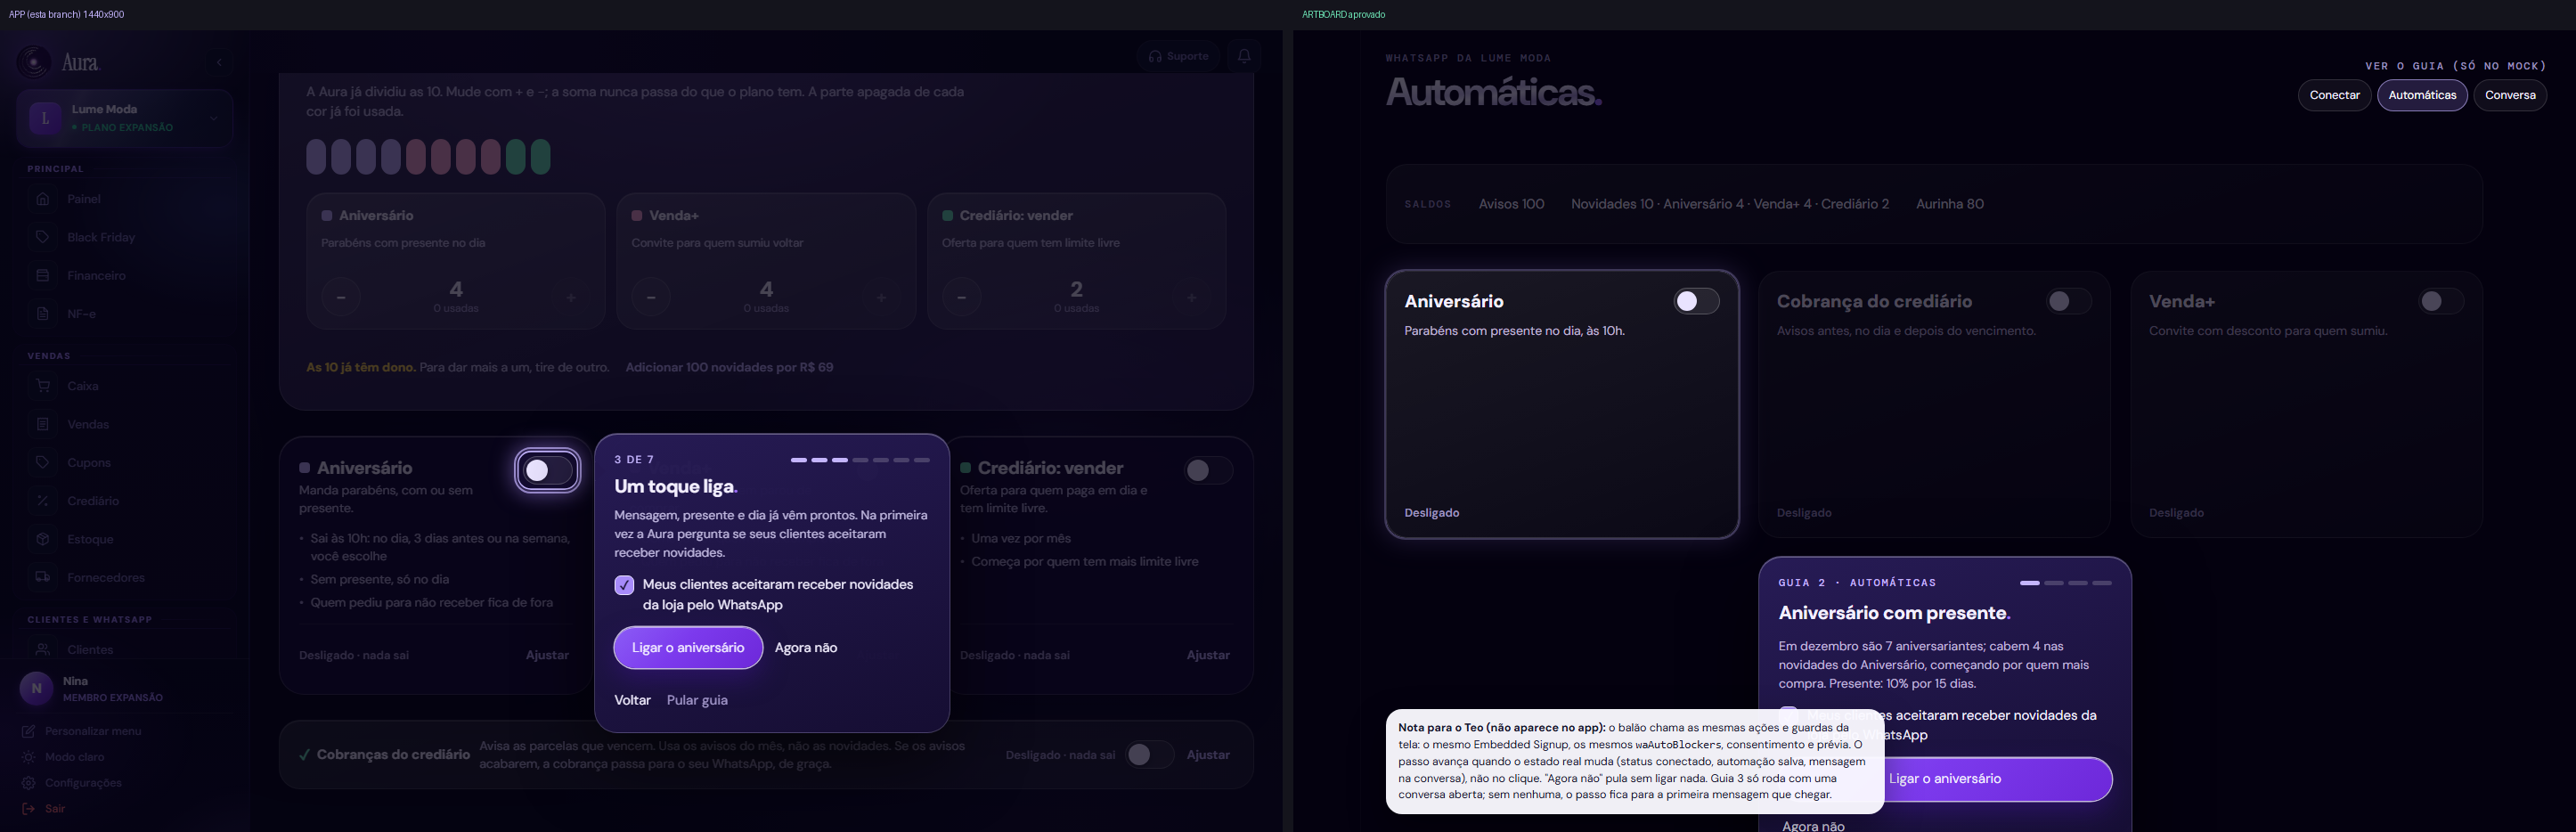 APP (esta branch) 1440x900
Aura
Suporte
L
Lume Moda
PLANO EXPANSÃO
PRINCIPAL
Painel
Black Friday
Financeiro
NF-e
VENDAS
Caixa
Vendas
Cupons
Crediário
Estoque
Fornecedores
CLIENTES E WHATSAPP
Clientes
N
Nina
MEMBRO EXPANSÃO
Personalizar menu
Modo claro
Configurações
Sair
A Aura já dividiu as 10. Mude com + e -; a soma nunca passa do que o plano tem. A parte apagada de cada
cor já foi usada.
Aniversário
Parabéns com presente no dia
−
4
+
0 usadas
Venda+
Convite para quem sumiu voltar
−
4
+
0 usadas
Crediário: vender
Oferta para quem tem limite livre
−
2
+
0 usadas
As 10 já têm dono. Para dar mais a um, tire de outro.
Adicionar 100 novidades por R$ 69
Aniversário
Manda parabéns, com ou sem
presente.
• Sai às 10h: no dia, 3 dias antes ou na semana,
você escolhe
• Sem presente, só no dia
• Quem pediu para não receber fica de fora
Desligado · nada sai
Ajustar
3 DE 7
Um toque liga.
Mensagem, presente e dia já vêm prontos. Na primeira
vez a Aura pergunta se seus clientes aceitaram
receber novidades.
Meus clientes aceitaram receber novidades
da loja pelo WhatsApp
Ligar o aniversário
Agora não
Voltar
Pular guia
Crediário: vender
Oferta para quem paga em dia e
tem limite livre.
• Uma vez por mês
• Começa por quem tem mais limite livre
Desligado · nada sai
Ajustar
✓ Cobranças do crediário
Avisa as parcelas que vencem. Usa os avisos do mês, não as novidades. Se os avisos
acabarem, a cobrança passa para o seu WhatsApp, de graça.
Desligado · nada sai
Ajustar
ARTBOARD aprovado
WHATSAPP DA LUME MODA
Automáticas.
VER O GUIA (SÓ NO MOCK)
Conectar
Automáticas
Conversa
SALDOS
Avisos 100
Novidades 10 · Aniversário 4 · Venda+ 4 · Crediário 2
Aurinha 80
Aniversário
Parabéns com presente no dia, às 10h.
Desligado
Cobrança do crediário
Avisos antes, no dia e depois do vencimento.
Desligado
Venda+
Convite com desconto para quem sumiu.
Desligado
GUIA 2 · AUTOMÁTICAS
Aniversário com presente.
Em dezembro são 7 aniversariantes; cabem 4 nas
novidades do Aniversário, começando por quem mais
compra. Presente: 10% por 15 dias.
aceitaram receber novidades da
WhatsApp
Ligar o aniversário
Agora não
Nota para o Teo (não aparece no app): o balão chama as mesmas ações e guardas da
tela: o mesmo Embedded Signup, os mesmos waAutoBlockers, consentimento e prévia. O
passo avança quando o estado real muda (status conectado, automação salva, mensagem
na conversa), não no clique. "Agora não" pula sem ligar nada. Guia 3 só roda com uma
conversa aberta; sem nenhuma, o passo fica para a primeira mensagem que chegar.